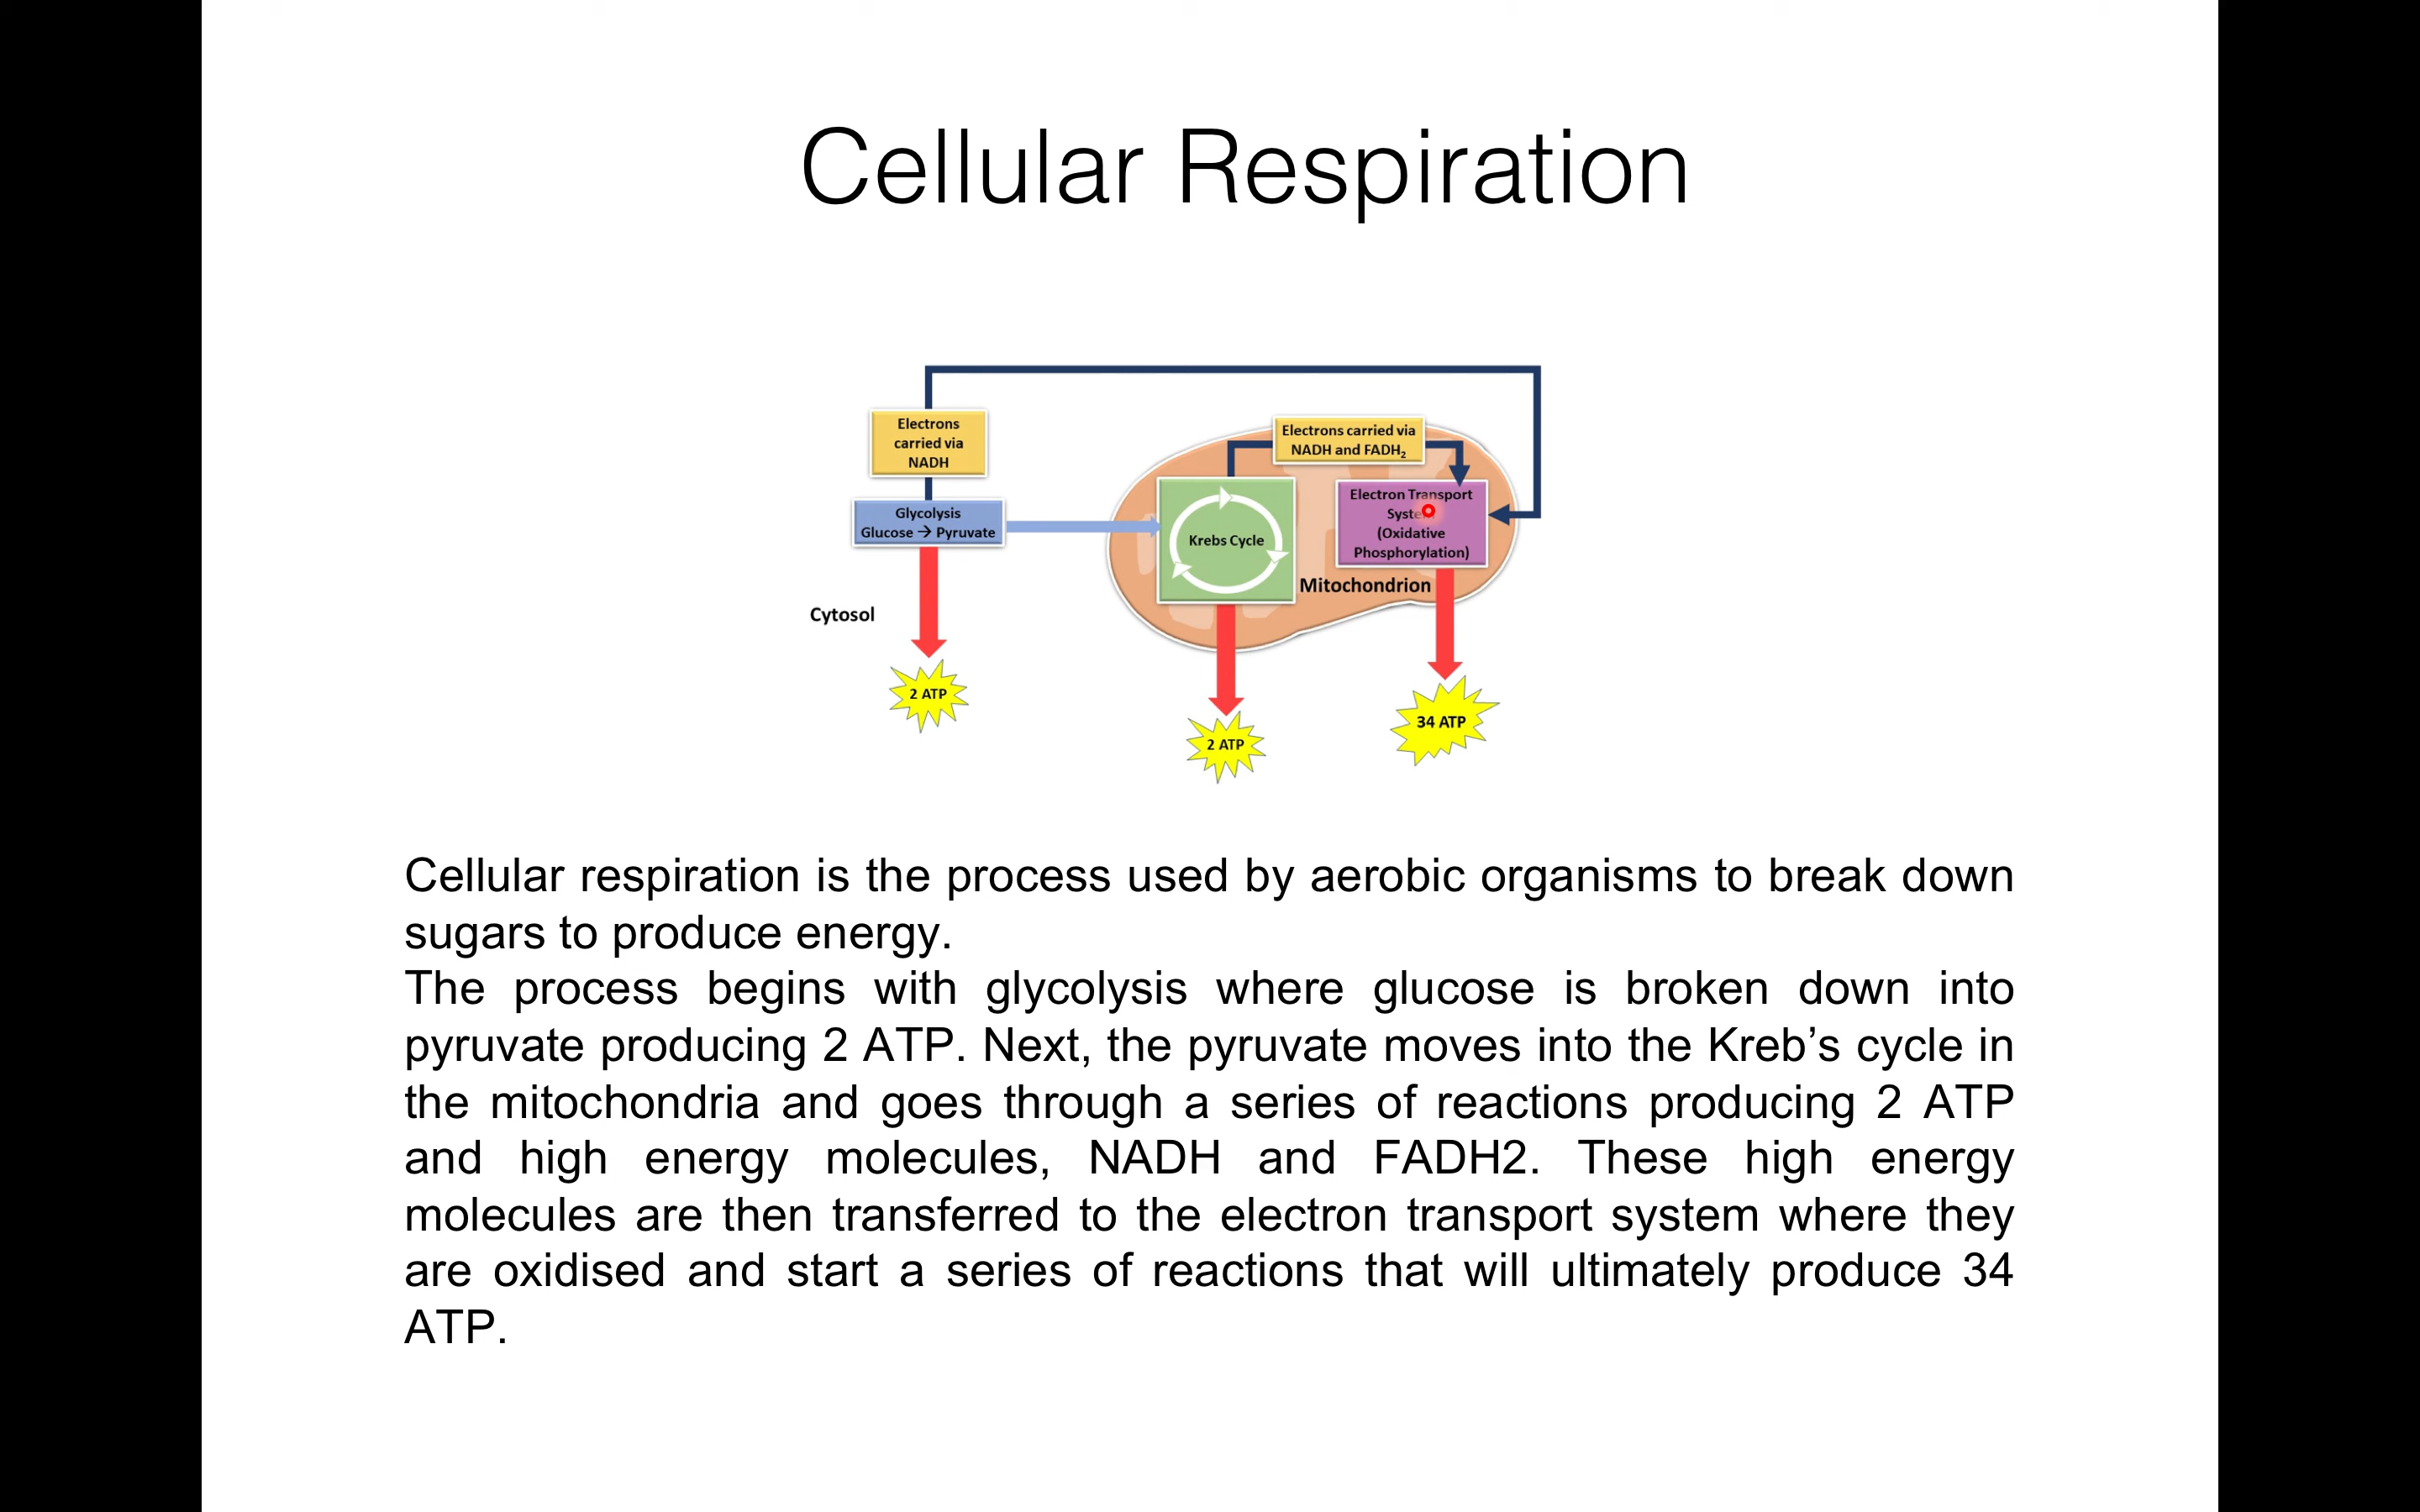 Cellular Respiration
Electrons
carried via
NADH
Electrons carried via
NADH and FADH₂
Glycolysis
Glucose → Pyruvate
Krebs Cycle
Electron Transport
System
(Oxidative
Phosphorylation)
Mitochondrion
Cytosol
2 ATP
2 ATP
34 ATP
Cellular respiration is the process used by aerobic organisms to break down
sugars to produce energy.
The process begins with glycolysis where glucose is broken down into
pyruvate producing 2 ATP. Next, the pyruvate moves into the Kreb’s cycle in
the mitochondria and goes through a series of reactions producing 2 ATP
and high energy molecules, NADH and FADH2. These high energy
molecules are then transferred to the electron transport system where they
are oxidised and start a series of reactions that will ultimately produce 34
ATP.